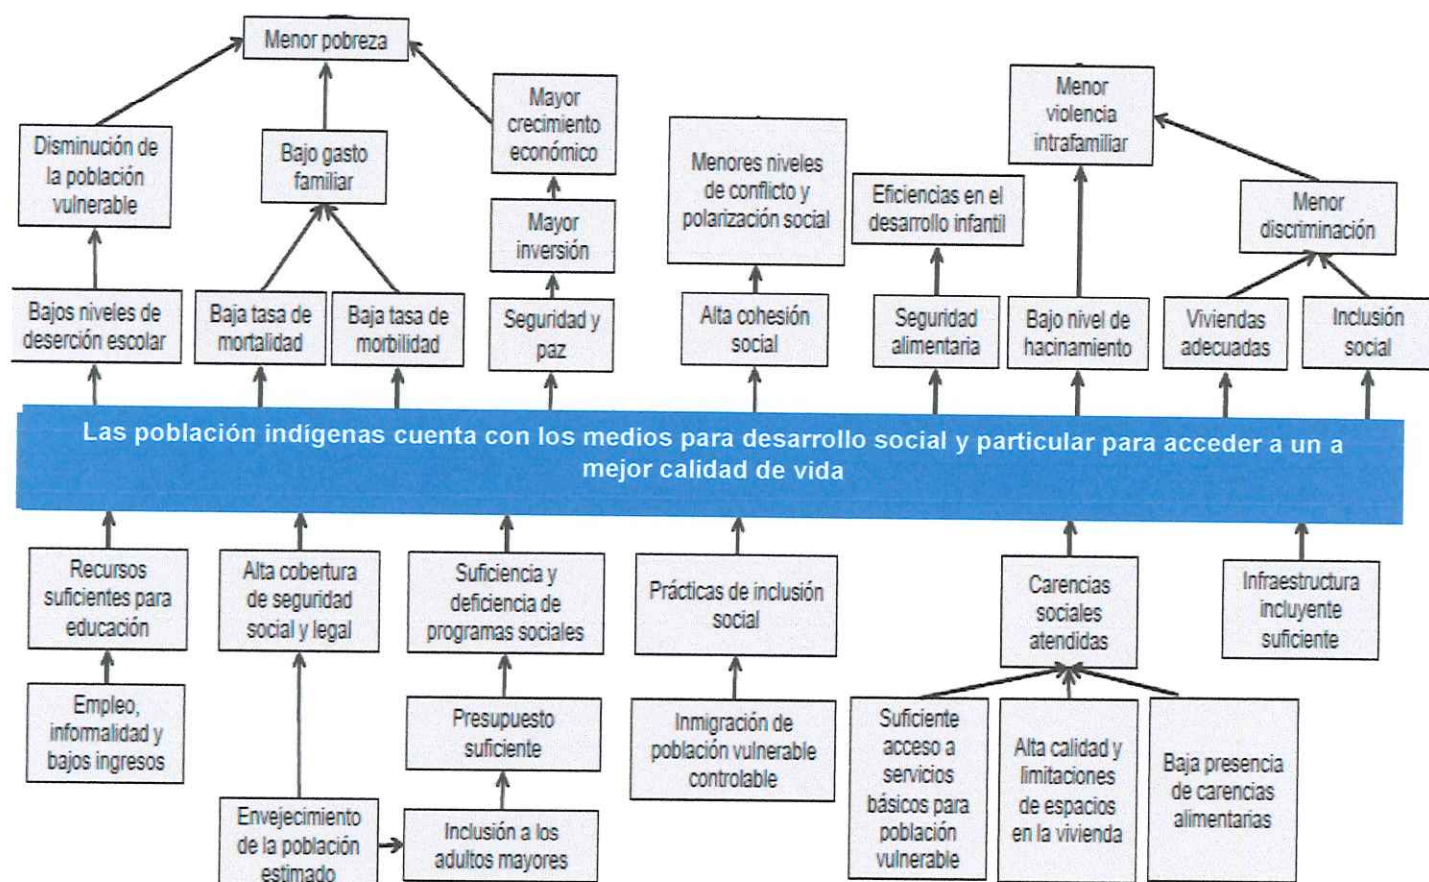 Menor pobreza
Disminución de
la población
vulnerable
Bajo gasto
familiar
Mayor
crecimiento
económico
Mayor
inversión
Menores niveles
de conflicto y
polarización social
Eficiencias en el
desarrollo infantil
Menor
violencia
intrafamiliar
Menor
discriminación
Bajos niveles de
deserción escolar
Baja tasa de
mortalidad
Baja tasa de
morbilidad
Seguridad y
paz
Alta cohesión
social
Seguridad
alimentaria
Bajo nivel de
hacinamiento
Viviendas
adecuadas
Inclusión
social
Las población indígenas cuenta con los medios para desarrollo social y particular para acceder a un a
mejor calidad de vida
Recursos
suficientes para
educación
Alta cobertura
de seguridad
social y legal
Suficiencia y
deficiencia de
programas sociales
Prácticas de inclusión
social
Carencias
sociales
atendidas
Infraestructura
incluyente
suficiente
Empleo,
informalidad y
bajos ingresos
Presupuesto
suficiente
Inmigración de
población vulnerable
controlable
Suficiente
acceso a
servicios
básicos para
población
vulnerable
Alta calidad y
limitaciones
de espacios
en la vivienda
Baja presencia
de carencias
alimentarias
Envejecimiento
de la población
estimado
Inclusión a los
adultos mayores